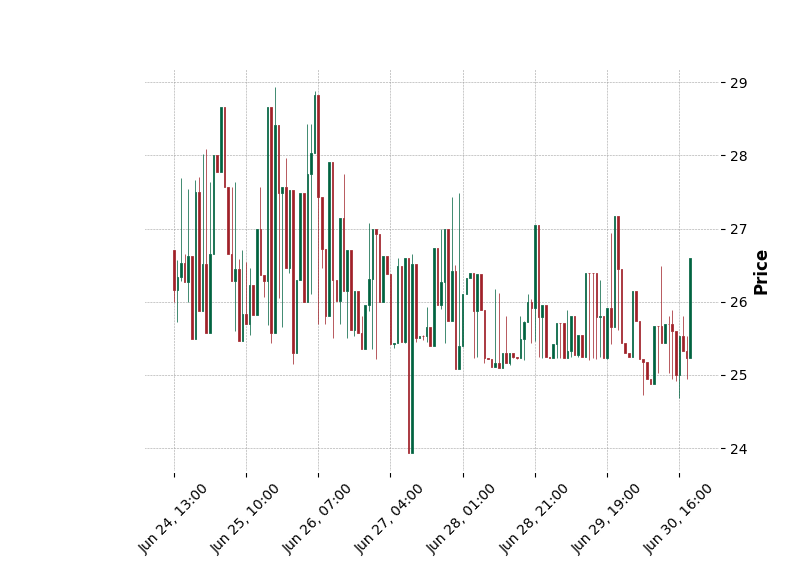 29
28
27
26
25
24
Price
Jun 24, 13:00
Jun 25, 10:00
Jun 26, 07:00
Jun 27, 04:00
Jun 28, 01:00
Jun 28, 21:00
Jun 29, 19:00
Jun 30, 16:00